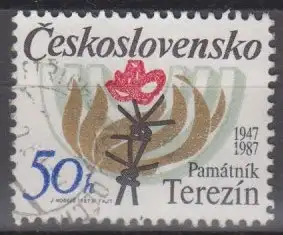 Československo
1947
1987
50h
Památník
Terezín